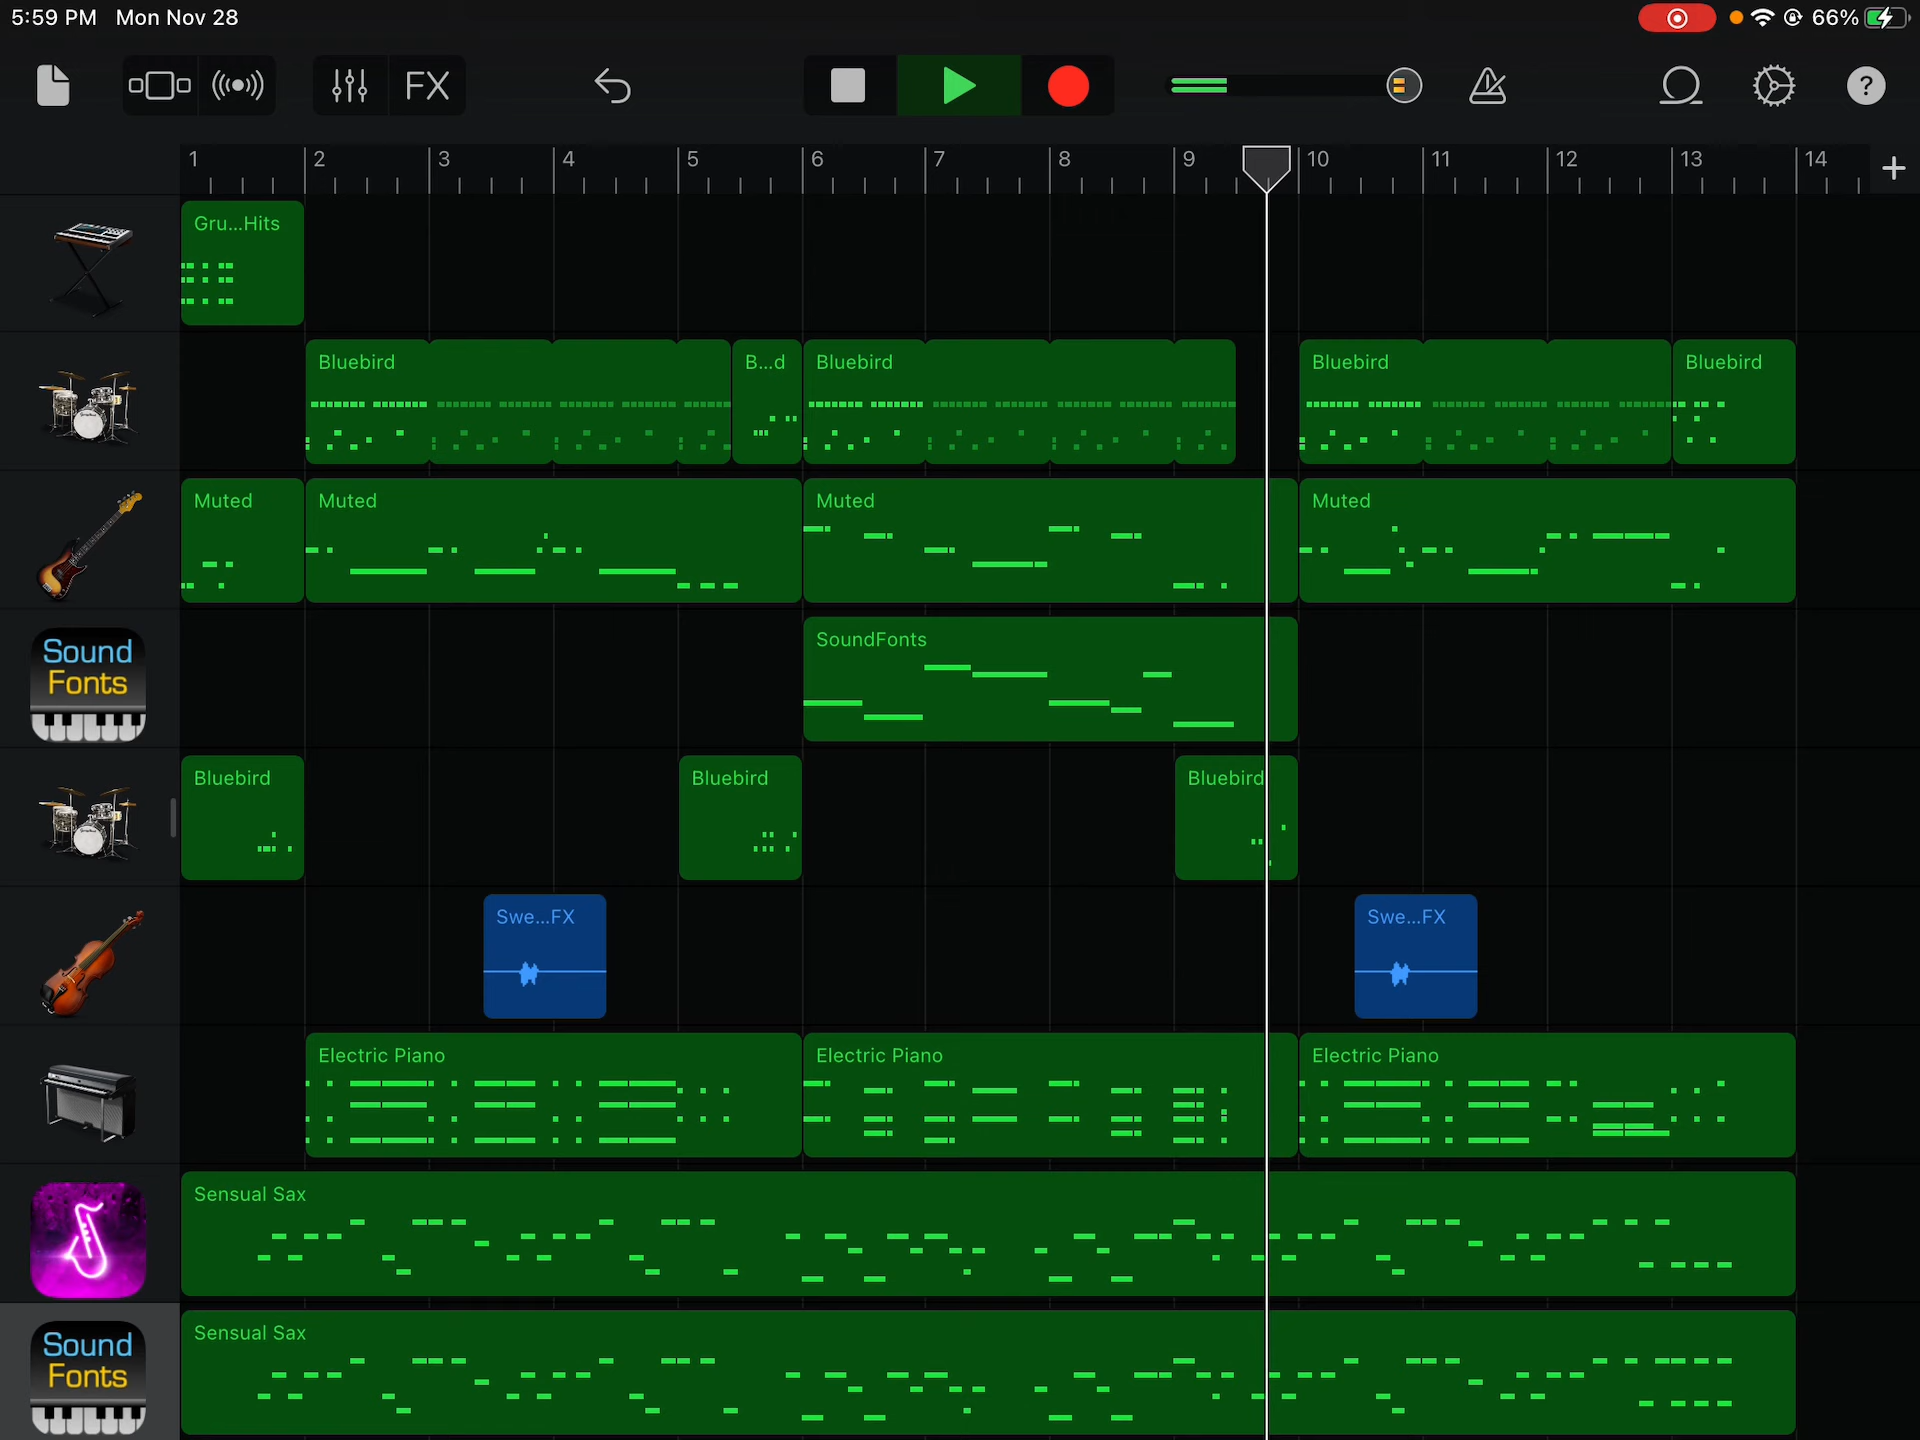 5:59 PM Mon Nov 28
66%
FX
?
1 2 3 4 5 6 7 8 9 10 11 12 13 14
Gru...Hits
Bluebird B...d Bluebird Bluebird Bluebird
Muted Muted Muted Muted
SoundFonts
Sound
Fonts
Bluebird Bluebird Bluebird
Swe...FX Swe...FX
Electric Piano Electric Piano Electric Piano
Sensual Sax
Sensual Sax
Sound
Fonts